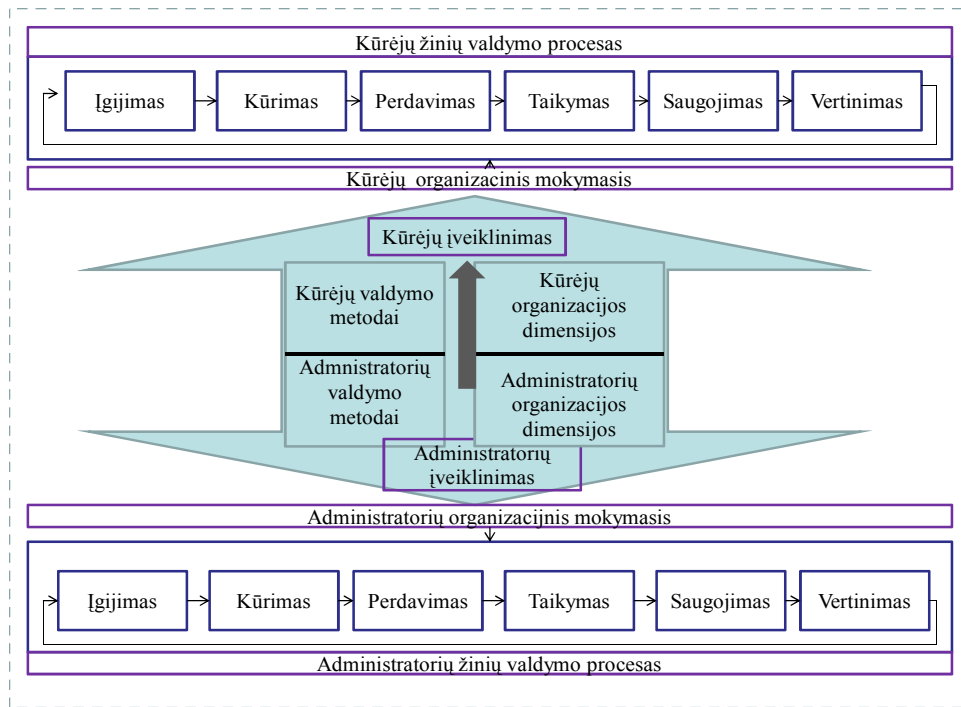 Kūrėjų žinių valdymo procesas
Įgijimas
Kūrimas
Perdavimas
Taikymas
Saugojimas
Vertinimas
Kūrėjų organizacinis mokymasis
Kūrėjų įveiklinimas
Kūrėjų valdymo
metodai
Kūrėjų
organizacijos
dimensijos
Admnistratorių
valdymo
metodai
Administratorių
organizacijos
dimensijos
Administratorių
įveiklinimas
Administratorių organizacijnis mokymasis
Įgijimas
Kūrimas
Perdavimas
Taikymas
Saugojimas
Vertinimas
Administratorių žinių valdymo procesas